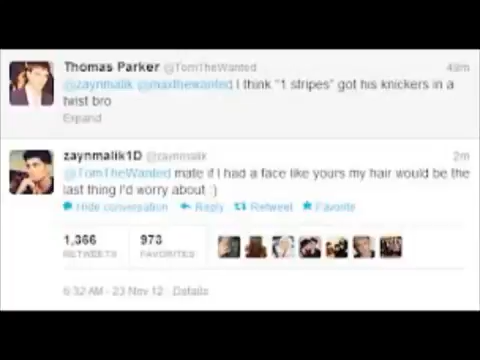 Thomas Parker @TomTheWanted 49m
@zaynmalik @maxthewanted I think "1 stripes" got his knickers in a
twist bro
Expand
zaynmalik1D @zaynmalik 2m
@TomTheWanted mate if I had a face like yours my hair would be the
last thing I'd worry about :)
Hide conversation Reply Retweet Favorite
1,366 973
RETWEETS FAVORITES
6:32 AM - 23 Nov 12 Details